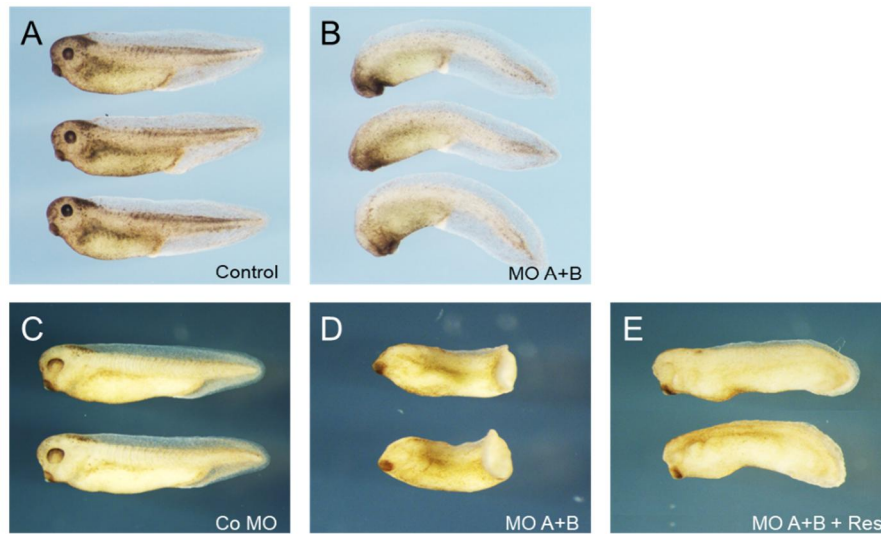 A
B
Control
MO A+B
C
D
E
Co MO
MO A+B
MO A+B + Res